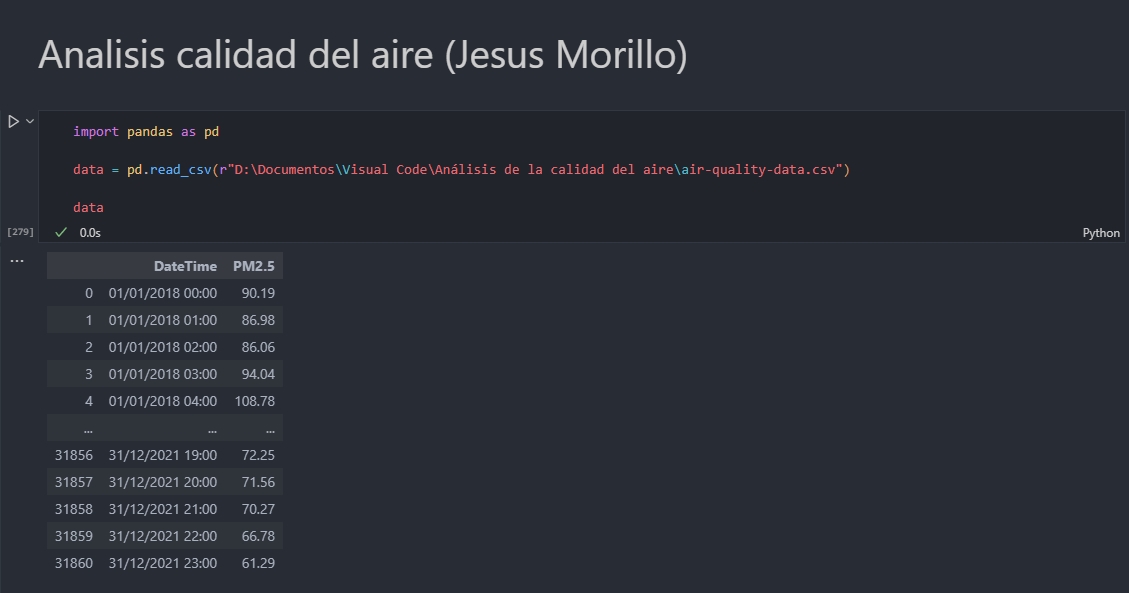 Analisis calidad del aire (Jesus Morillo)
import pandas as pd
data = pd.read_csv(r"D:\Documentos\Visual Code\Análisis de la calidad del aire\air-quality-data.csv")
data
[279] 0.0s Python
...
DateTime PM2.5
0 01/01/2018 00:00 90.19
1 01/01/2018 01:00 86.98
2 01/01/2018 02:00 86.06
3 01/01/2018 03:00 94.04
4 01/01/2018 04:00 108.78
... ... ...
31856 31/12/2021 19:00 72.25
31857 31/12/2021 20:00 71.56
31858 31/12/2021 21:00 70.27
31859 31/12/2021 22:00 66.78
31860 31/12/2021 23:00 61.29